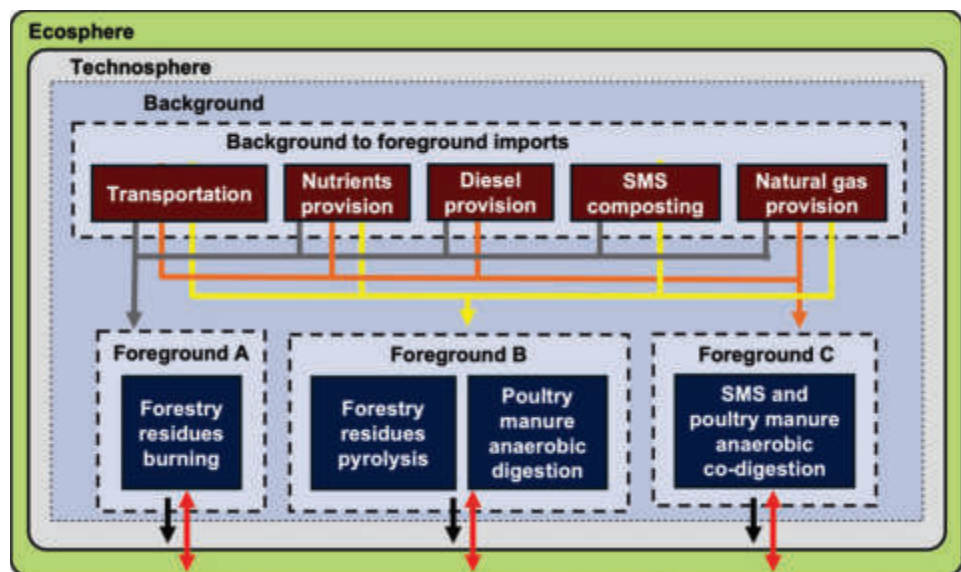 Ecosphere
Technosphere
Background
Background to foreground imports
Transportation
Nutrients
provision
Diesel
provision
SMS
composting
Natural gas
provision
Foreground A
Forestry
residues
burning
Foreground B
Forestry
residues
pyrolysis
Poultry
manure
anaerobic
digestion
Foreground C
SMS and
poultry manure
anaerobic
co-digestion